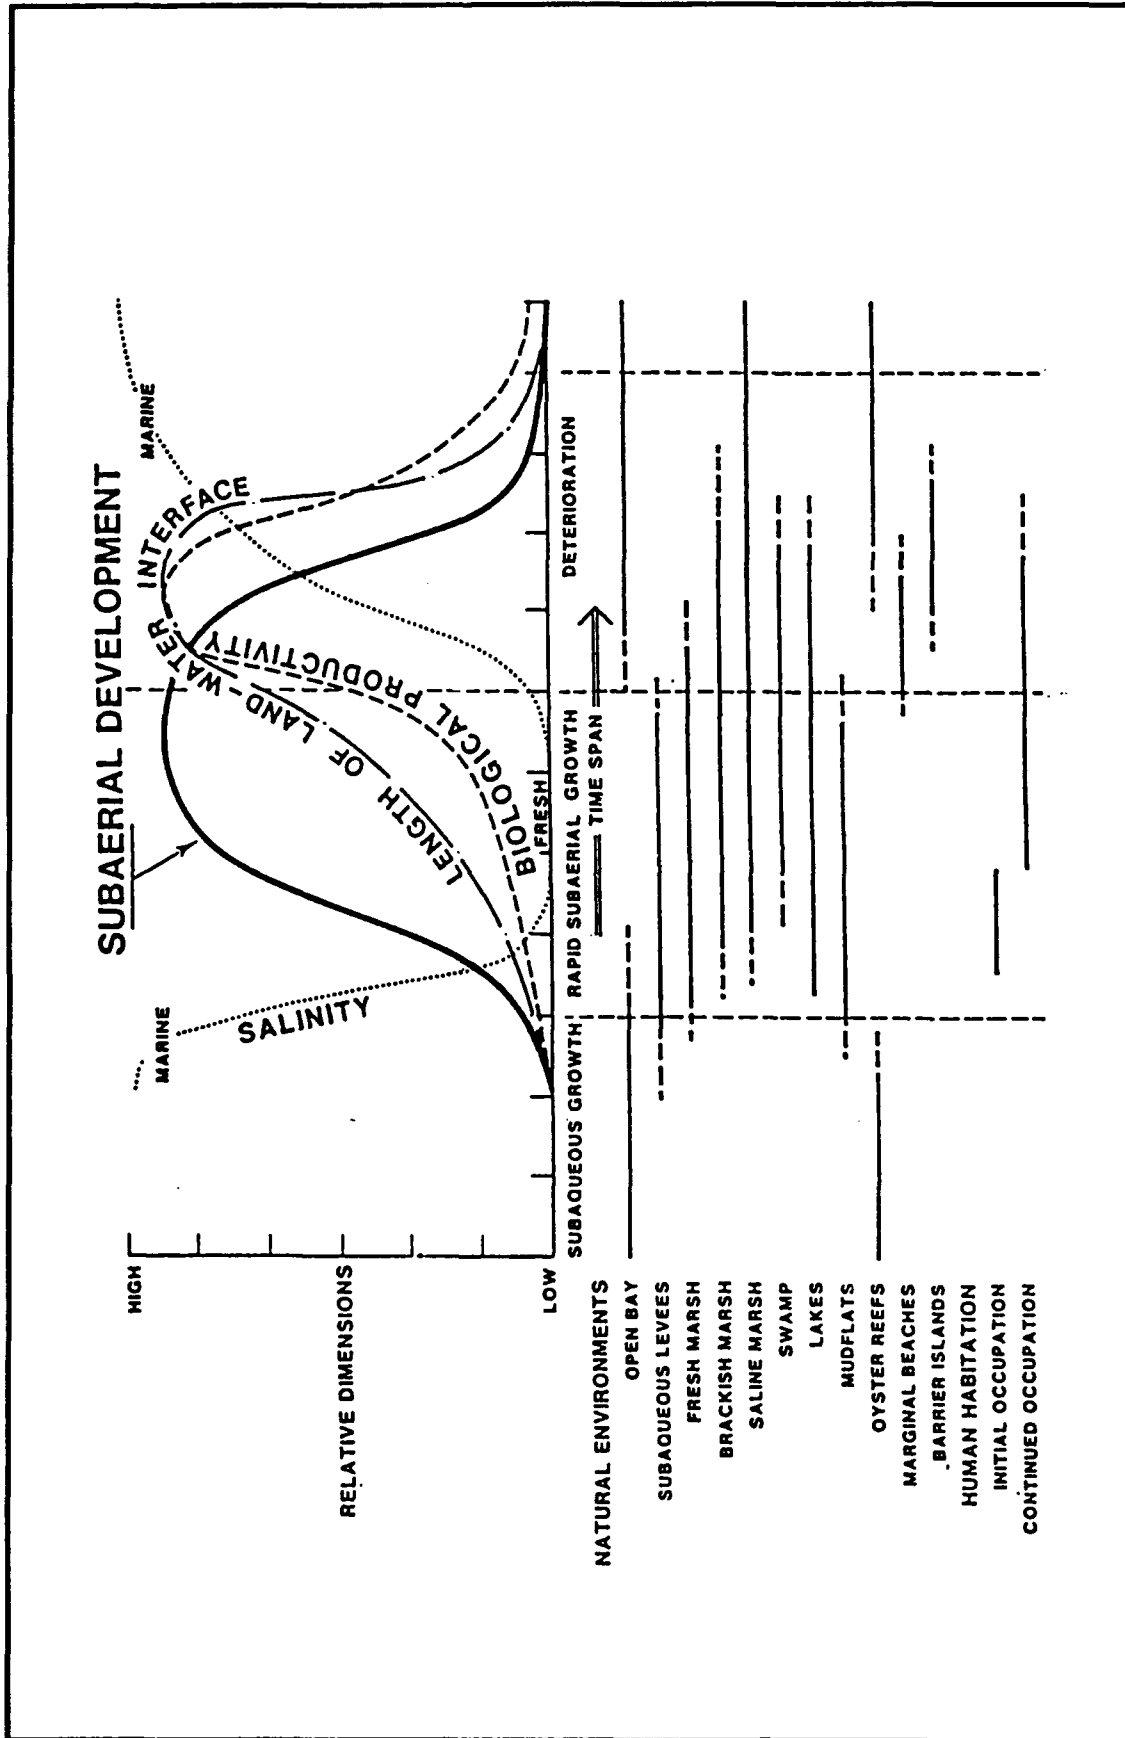 SUBAERIAL DEVELOPMENT
HIGH
RELATIVE DIMENSIONS
LOW
MARINE
SALINITY
FRESH
MARINE
LENGTH OF LAND-WATER INTERFACE
BIOLOGICAL PRODUCTIVITY
SUBAQUEOUS GROWTH
RAPID SUBAERIAL GROWTH
DETERIORATION
TIME SPAN
NATURAL ENVIRONMENTS
OPEN BAY
SUBAQUEOUS LEVEES
FRESH MARSH
BRACKISH MARSH
SALINE MARSH
SWAMP
LAKES
MUDFLATS
OYSTER REEFS
MARGINAL BEACHES
BARRIER ISLANDS
HUMAN HABITATION
INITIAL OCCUPATION
CONTINUED OCCUPATION